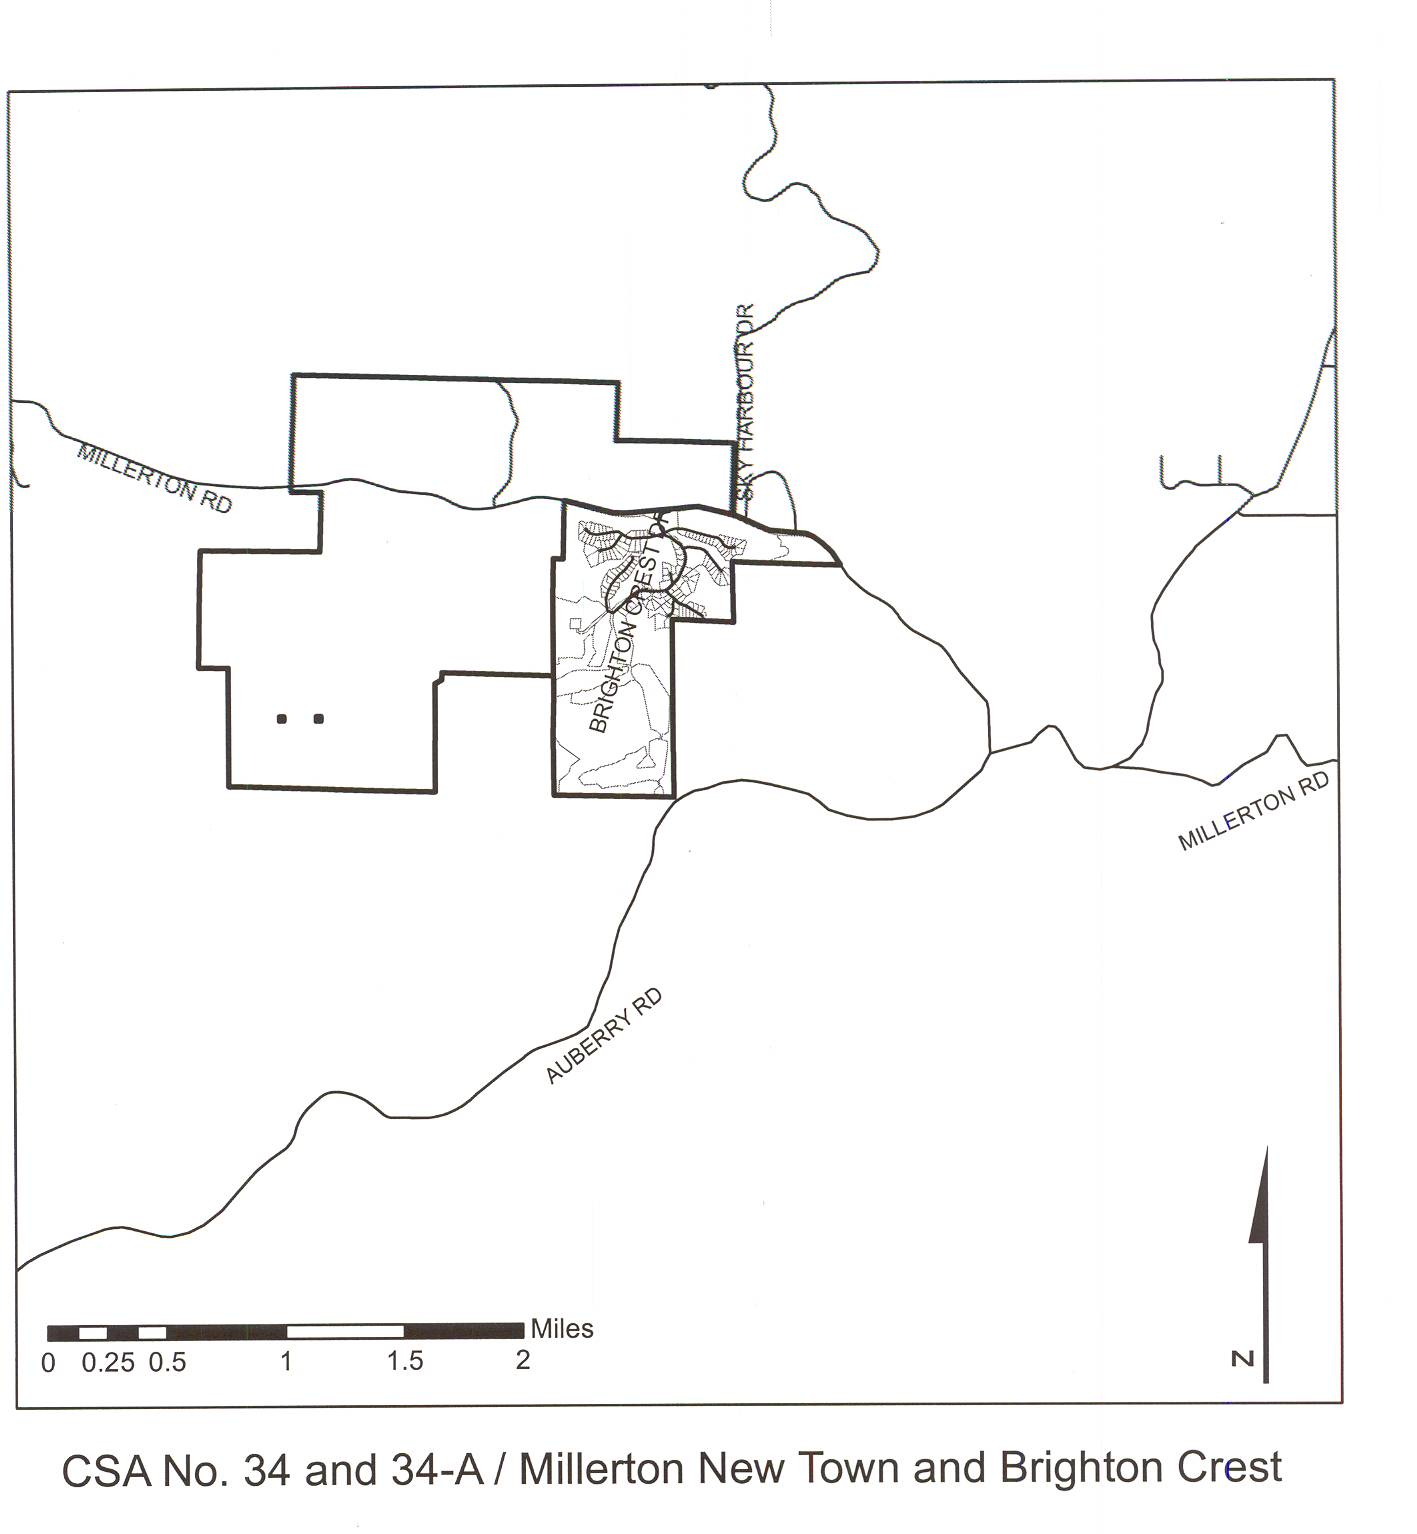 SKY HARBOUR DR
MILLERTON RD
BRIGHTON CREST DR
MILLERTON RD
AUBERRY RD
N
Miles
0 0.25 0.5 1 1.5 2
CSA No. 34 and 34-A / Millerton New Town and Brighton Crest